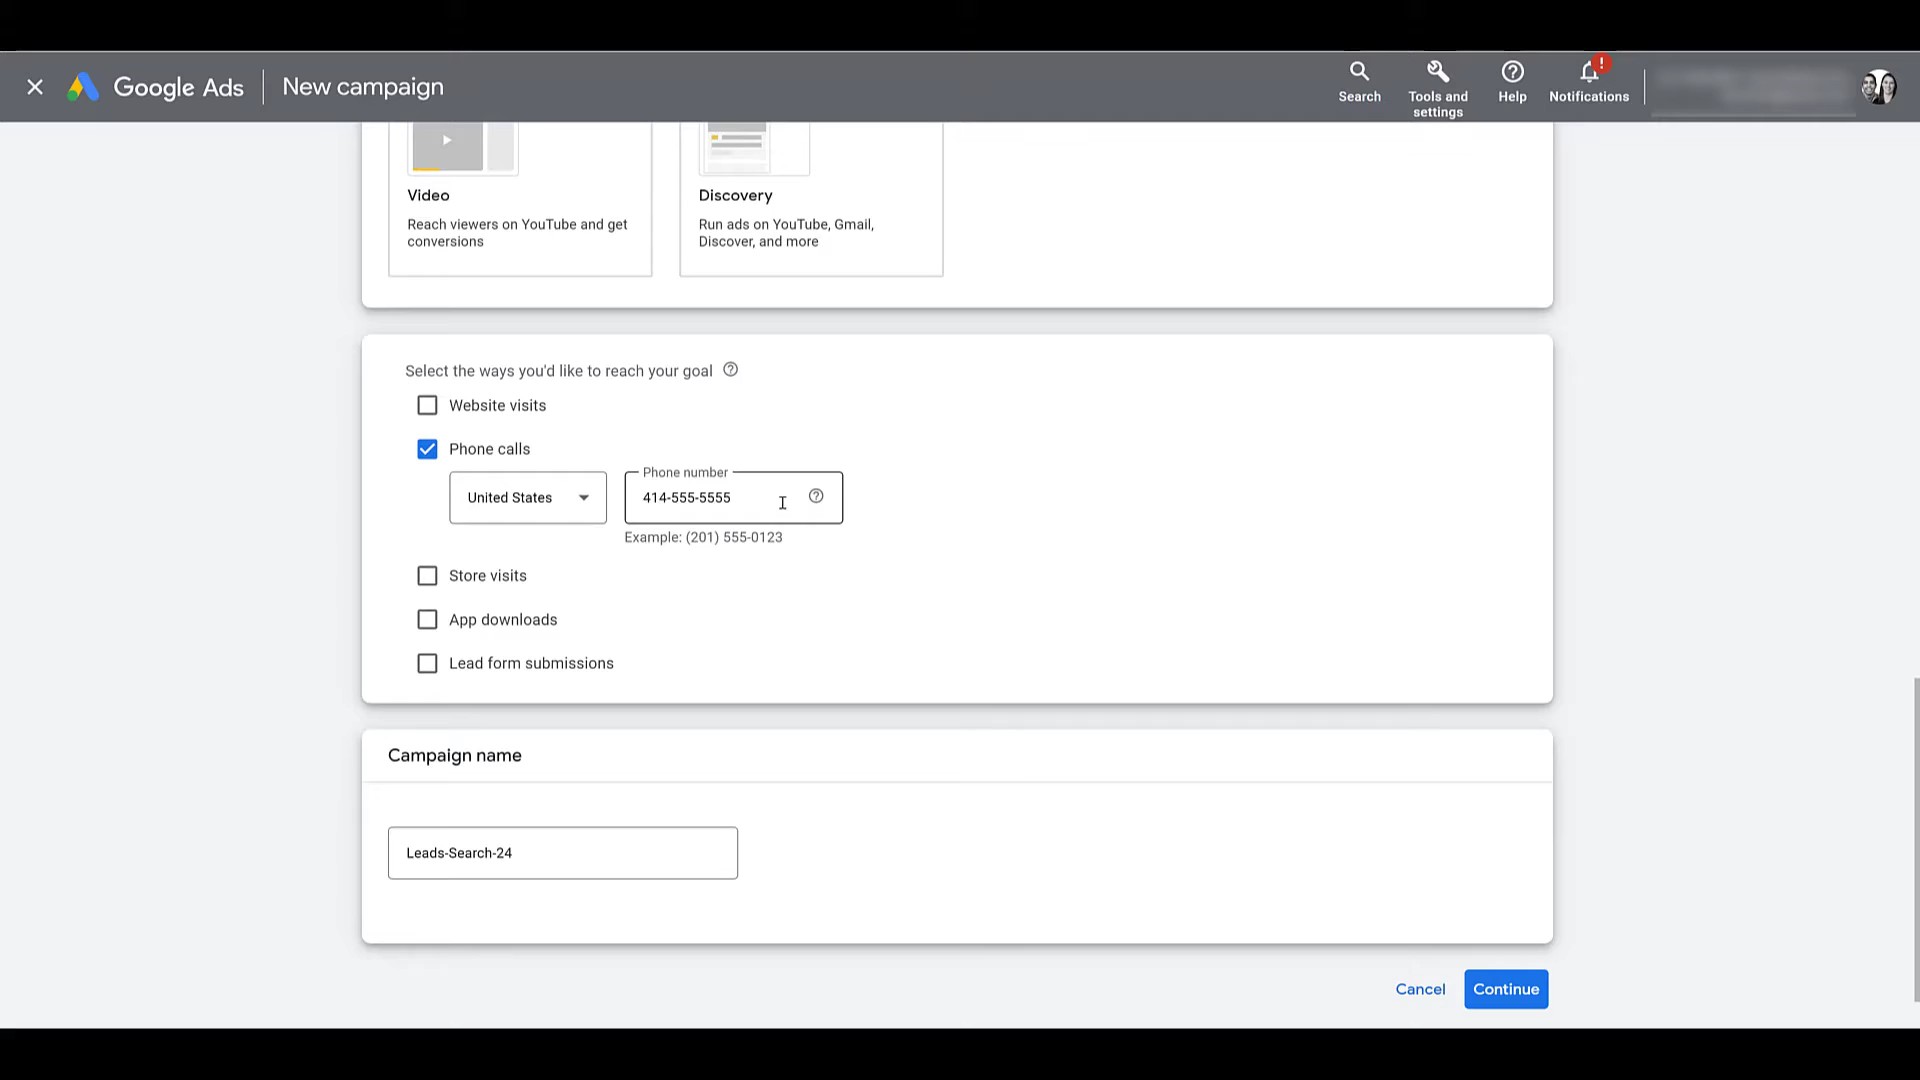 Google Ads
New campaign
Search
Tools and
settings
Help
!
Notifications
Video
Reach viewers on YouTube and get
conversions
Discovery
Run ads on YouTube, Gmail,
Discover, and more
Select the ways you'd like to reach your goal
Website visits
Phone calls
United States
Phone number
414-555-5555
Example: (201) 555-0123
Store visits
App downloads
Lead form submissions
Campaign name
Leads-Search-24
Cancel
Continue